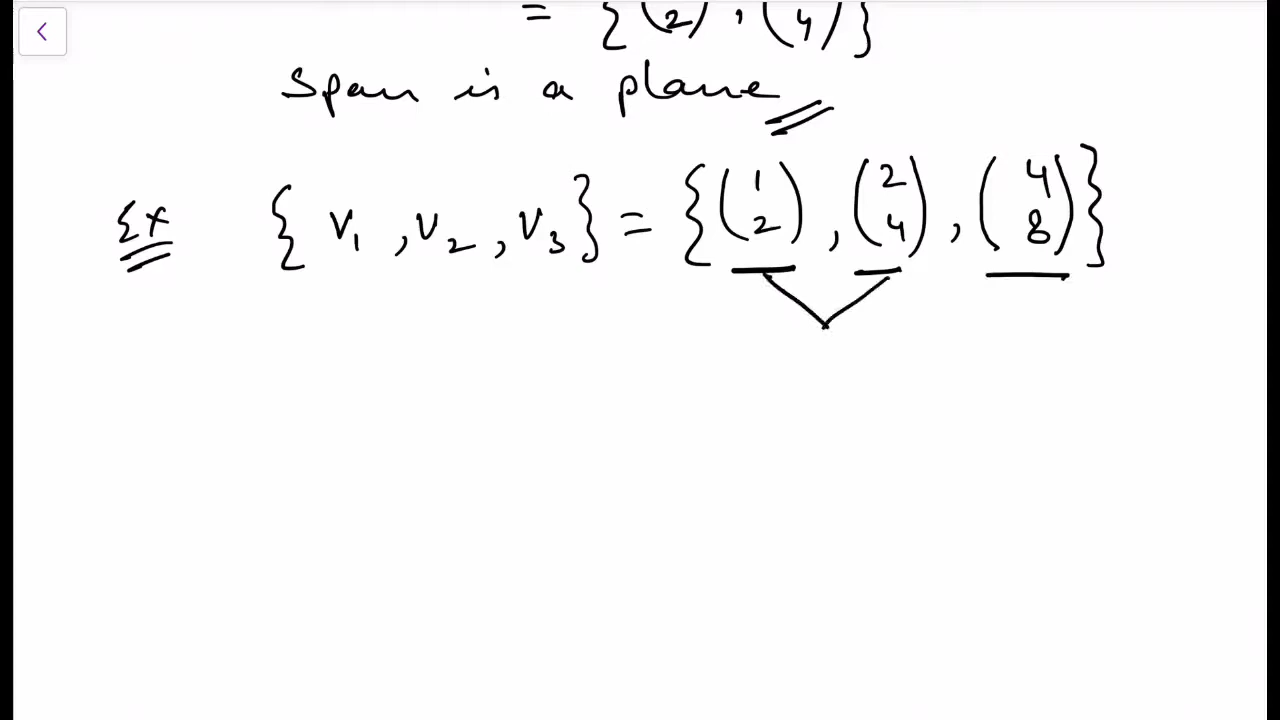 = { ( 2 ) , ( 4 ) }
Span is a plane
Ex { v₁ , v₂ , v₃ } = { ( 1 2 ) , ( 2 4 ) , ( 4 8 ) }